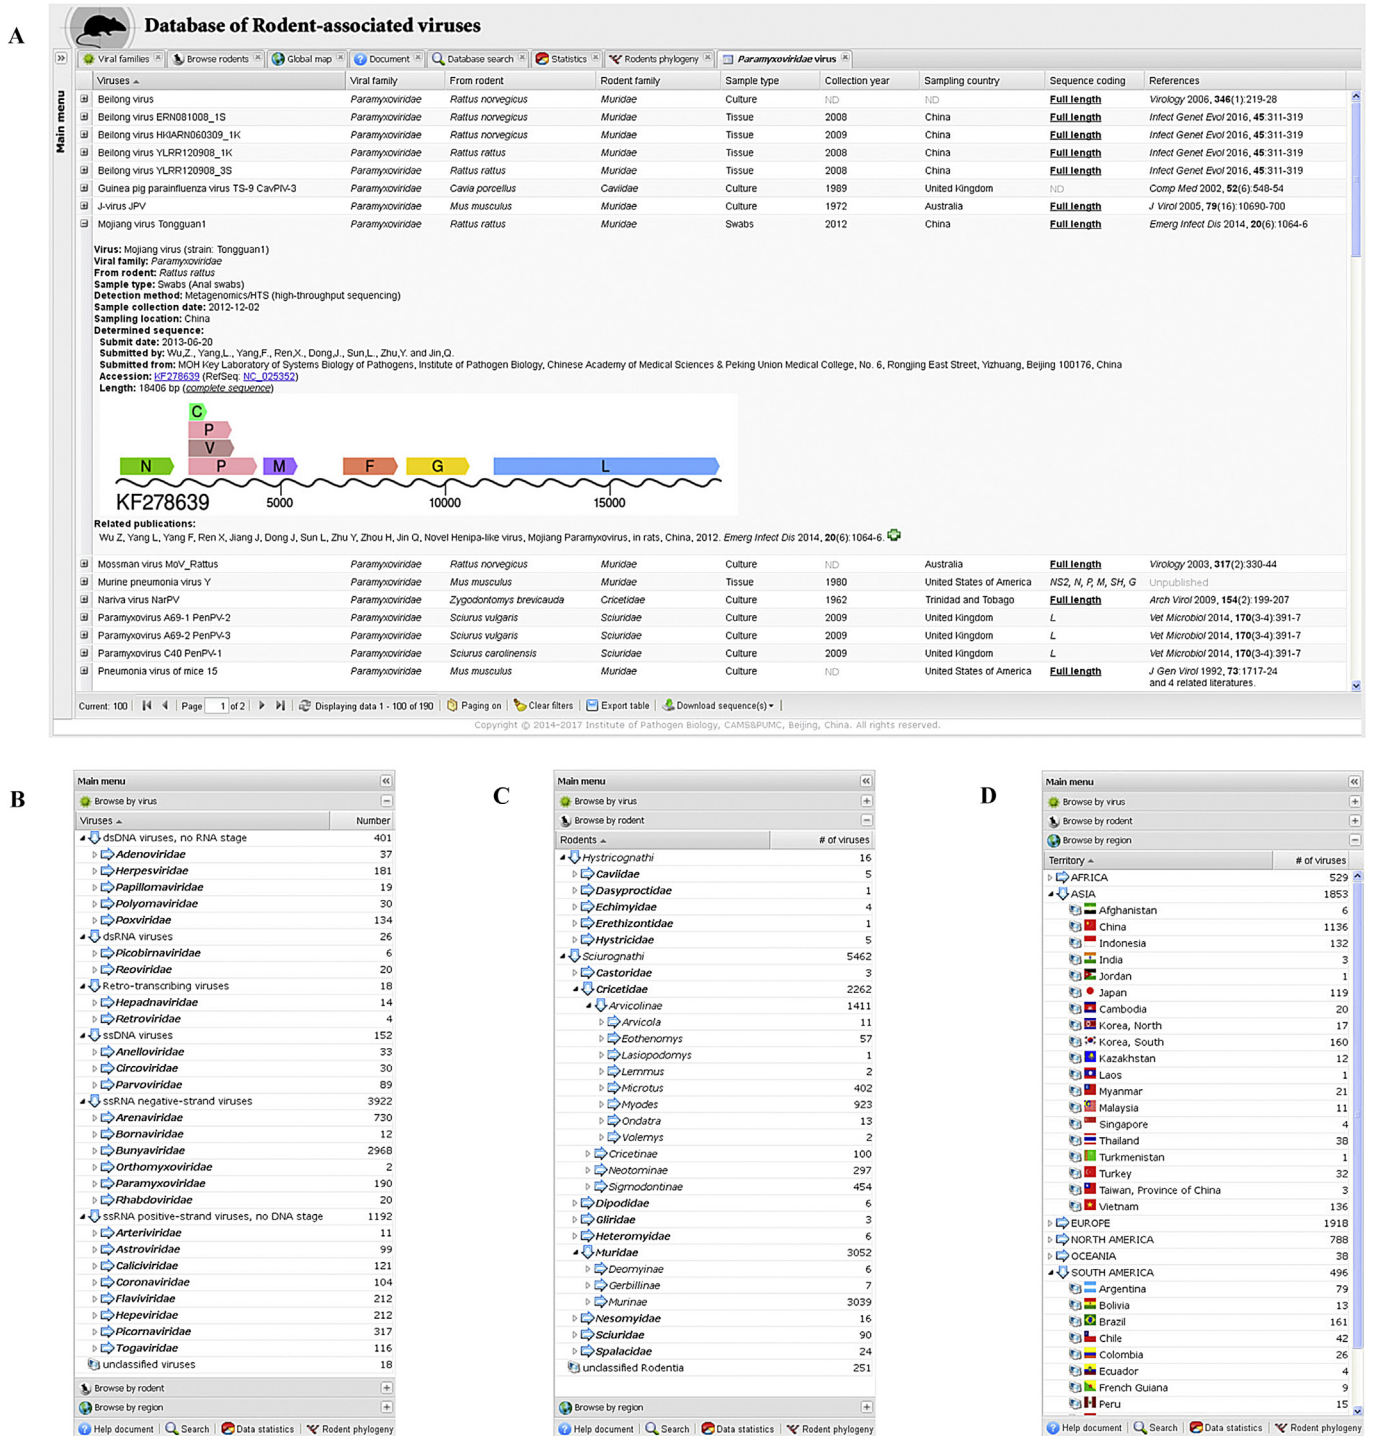 A
Database of Rodent-associated viruses
Viral families Browse rodents Global map Document Database search Statistics Rodents phylogeny Paramyxoviridae virus
Main menu
Viruses Viral family From rodent Rodent family Sample type Collection year Sampling country Sequence coding References
Beilong virus Paramyxoviridae Rattus norvegicus Muridae Culture ND ND Full length Virology 2006, 346(1):219-28
Beilong virus ERN081008_1S Paramyxoviridae Rattus norvegicus Muridae Tissue 2008 China Full length Infect Genet Evol 2016, 45:311-319
Beilong virus HKIARN060309_1K Paramyxoviridae Rattus norvegicus Muridae Tissue 2009 China Full length Infect Genet Evol 2016, 45:311-319
Beilong virus YLRR120908_1K Paramyxoviridae Rattus rattus Muridae Tissue 2008 China Full length Infect Genet Evol 2016, 45:311-319
Beilong virus YLRR120908_3S Paramyxoviridae Rattus rattus Muridae Tissue 2008 China Full length Infect Genet Evol 2016, 45:311-319
Guinea pig parainfluenza virus TS-9 CavPIV-3 Paramyxoviridae Cavia porcellus Caviidae Culture 1989 United Kingdom ND Comp Med 2002, 52(6):548-54
J-virus JPV Paramyxoviridae Mus musculus Muridae Culture 1972 Australia Full length J Virol 2005, 79(16):10690-700
Mojiang virus Tongguan1 Paramyxoviridae Rattus rattus Muridae Swabs 2012 China Full length Emerg Infect Dis 2014, 20(6):1064-6
Virus: Mojiang virus (strain: Tongguan1)
Viral family: Paramyxoviridae
From rodent: Rattus rattus
Sample type: Swabs (Anal swabs)
Detection method: Metagenomics/HTS (high-throughput sequencing)
Sample collection date: 2012-12-02
Sampling location: China
Determined sequence:
Submit date: 2013-06-20
Submitted by: Wu,Z., Yang,L., Yang,F., Ren,X., Dong,J., Sun,L., Zhu,Y. and Jin,Q.
Submitted from: MOH Key Laboratory of Systems Biology of Pathogens, Institute of Pathogen Biology, Chinese Academy of Medical Sciences & Peking Union Medical College, No. 6, Rongjing East Street, Yizhuang, Beijing 100176, China
Accession: KF278639 (RefSeq: NC_025352)
Length: 18406 bp (complete sequence)
C
P
V
N P M F G L
KF278639 5000 10000 15000
Related publications:
Wu Z, Yang L, Yang F, Ren X, Jiang J, Dong J, Sun L, Zhu Y, Zhou H, Jin Q, Novel Henipa-like virus, Mojiang Paramyxovirus, in rats, China, 2012. Emerg Infect Dis 2014, 20(6):1064-6.
Mossman virus MoV_Rattus Paramyxoviridae Rattus norvegicus Muridae Culture ND Australia Full length Virology 2003, 317(2):330-44
Murine pneumonia virus Y Paramyxoviridae Mus musculus Muridae Tissue 1980 United States of America NS2, N, P, M, SH, G Unpublished
Nariva virus NarPV Paramyxoviridae Zygodontomys brevicauda Cricetidae Culture 1962 Trinidad and Tobago Full length Arch Virol 2009, 154(2):199-207
Paramyxovirus A69-1 PenPV-2 Paramyxoviridae Sciurus vulgaris Sciuridae Culture 2009 United Kingdom L Vet Microbiol 2014, 170(3-4):391-7
Paramyxovirus A69-2 PenPV-3 Paramyxoviridae Sciurus vulgaris Sciuridae Culture 2009 United Kingdom L Vet Microbiol 2014, 170(3-4):391-7
Paramyxovirus C40 PenPV-1 Paramyxoviridae Sciurus carolinensis Sciuridae Culture 2009 United Kingdom L Vet Microbiol 2014, 170(3-4):391-7
Pneumonia virus of mice 15 Paramyxoviridae Mus musculus Muridae Culture ND United States of America Full length J Gen Virol 1992, 73:1717-24
and 4 related literatures.
Current: 100 Page 1 of 2 Displaying data 1 - 100 of 190 Paging on Clear filters Export table Download sequence(s)
Copyright © 2014-2017 Institute of Pathogen Biology, CAMS&PUMC, Beijing, China. All rights reserved.
B
Main menu
Browse by virus
Viruses Number
dsDNA viruses, no RNA stage 401
Adenoviridae 37
Herpesviridae 181
Papillomaviridae 19
Polyomaviridae 30
Poxviridae 134
dsRNA viruses 26
Picobirnaviridae 6
Reoviridae 20
Retro-transcribing viruses 18
Hepadnaviridae 14
Retroviridae 4
ssDNA viruses 152
Anelloviridae 33
Circoviridae 30
Parvoviridae 89
ssRNA negative-strand viruses 3922
Arenaviridae 730
Bornaviridae 12
Bunyaviridae 2968
Orthomyxoviridae 2
Paramyxoviridae 190
Rhabdoviridae 20
ssRNA positive-strand viruses, no DNA stage 1192
Arteriviridae 11
Astroviridae 99
Caliciviridae 121
Coronaviridae 104
Flaviviridae 212
Hepeviridae 212
Picornaviridae 317
Togaviridae 116
unclassified viruses 18
Browse by rodent
Browse by region
Help document Search Data statistics Rodent phylogeny
C
Main menu
Browse by virus
Browse by rodent
Rodents # of viruses
Hystricognathi 16
Caviidae 5
Dasyproctidae 1
Echimyidae 4
Erethizontidae 1
Hystricidae 5
Sciurognathi 5462
Castoridae 3
Cricetidae 2262
Arvicolinae 1411
Arvicola 11
Eothenomys 57
Lasiopodomys 1
Lemmus 2
Microtus 402
Myodes 923
Ondatra 13
Volemys 2
Cricetinae 100
Neotominae 297
Sigmodontinae 454
Dipodidae 6
Gliridae 3
Heteromyidae 6
Muridae 3052
Deomyinae 6
Gerbillinae 7
Murinae 3039
Nesomyidae 16
Sciuridae 90
Spalacidae 24
unclassified Rodentia 251
Browse by region
Help document Search Data statistics Rodent phylogeny
D
Main menu
Browse by virus
Browse by rodent
Browse by region
Territory # of viruses
AFRICA 529
ASIA 1853
Afghanistan 6
China 1136
Indonesia 132
India 3
Jordan 1
Japan 119
Cambodia 20
Korea, North 17
Korea, South 160
Kazakhstan 12
Laos 1
Myanmar 21
Malaysia 11
Singapore 4
Thailand 38
Turkmenistan 1
Turkey 32
Taiwan, Province of China 3
Vietnam 136
EUROPE 1918
NORTH AMERICA 788
OCEANIA 38
SOUTH AMERICA 496
Argentina 79
Bolivia 13
Brazil 161
Chile 42
Colombia 26
Ecuador 4
French Guiana 9
Peru 15
Help document Search Data statistics Rodent phylogeny